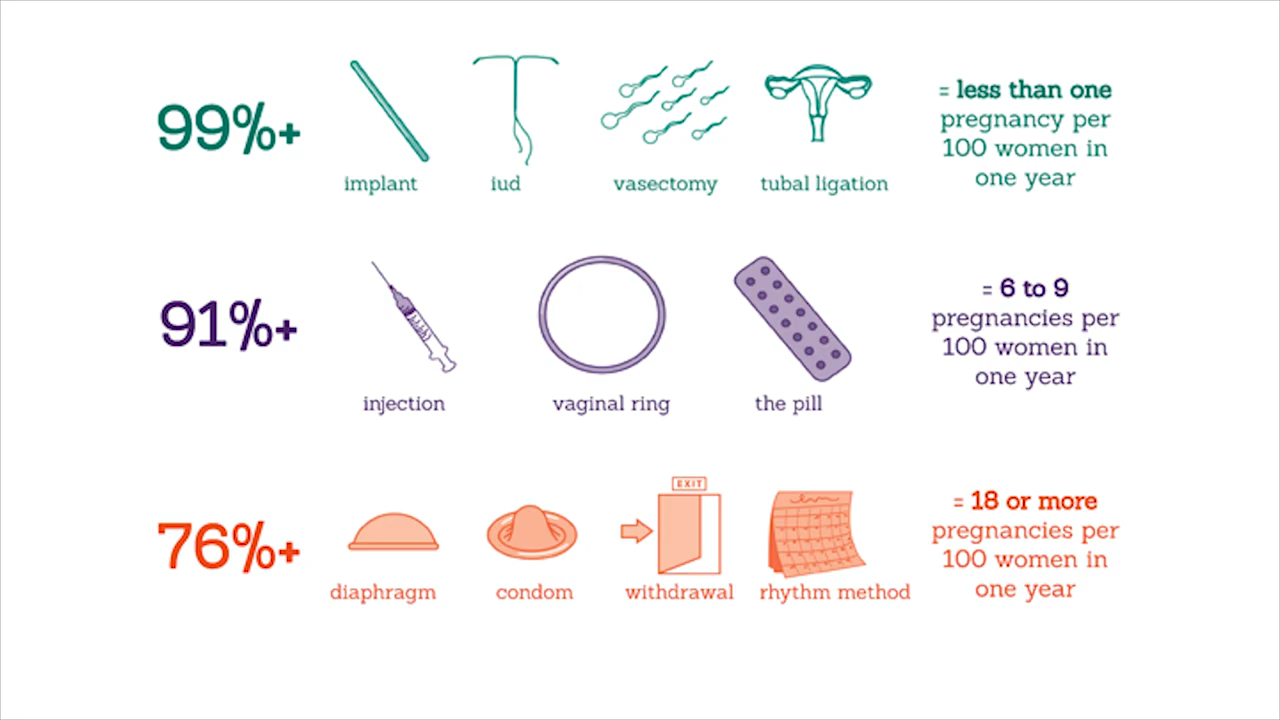 99%+
implant
iud
vasectomy
tubal ligation
= less than one
pregnancy per
100 women in
one year
91%+
injection
vaginal ring
the pill
= 6 to 9
pregnancies per
100 women in
one year
76%+
diaphragm
condom
EXIT
withdrawal
rhythm method
= 18 or more
pregnancies per
100 women in
one year